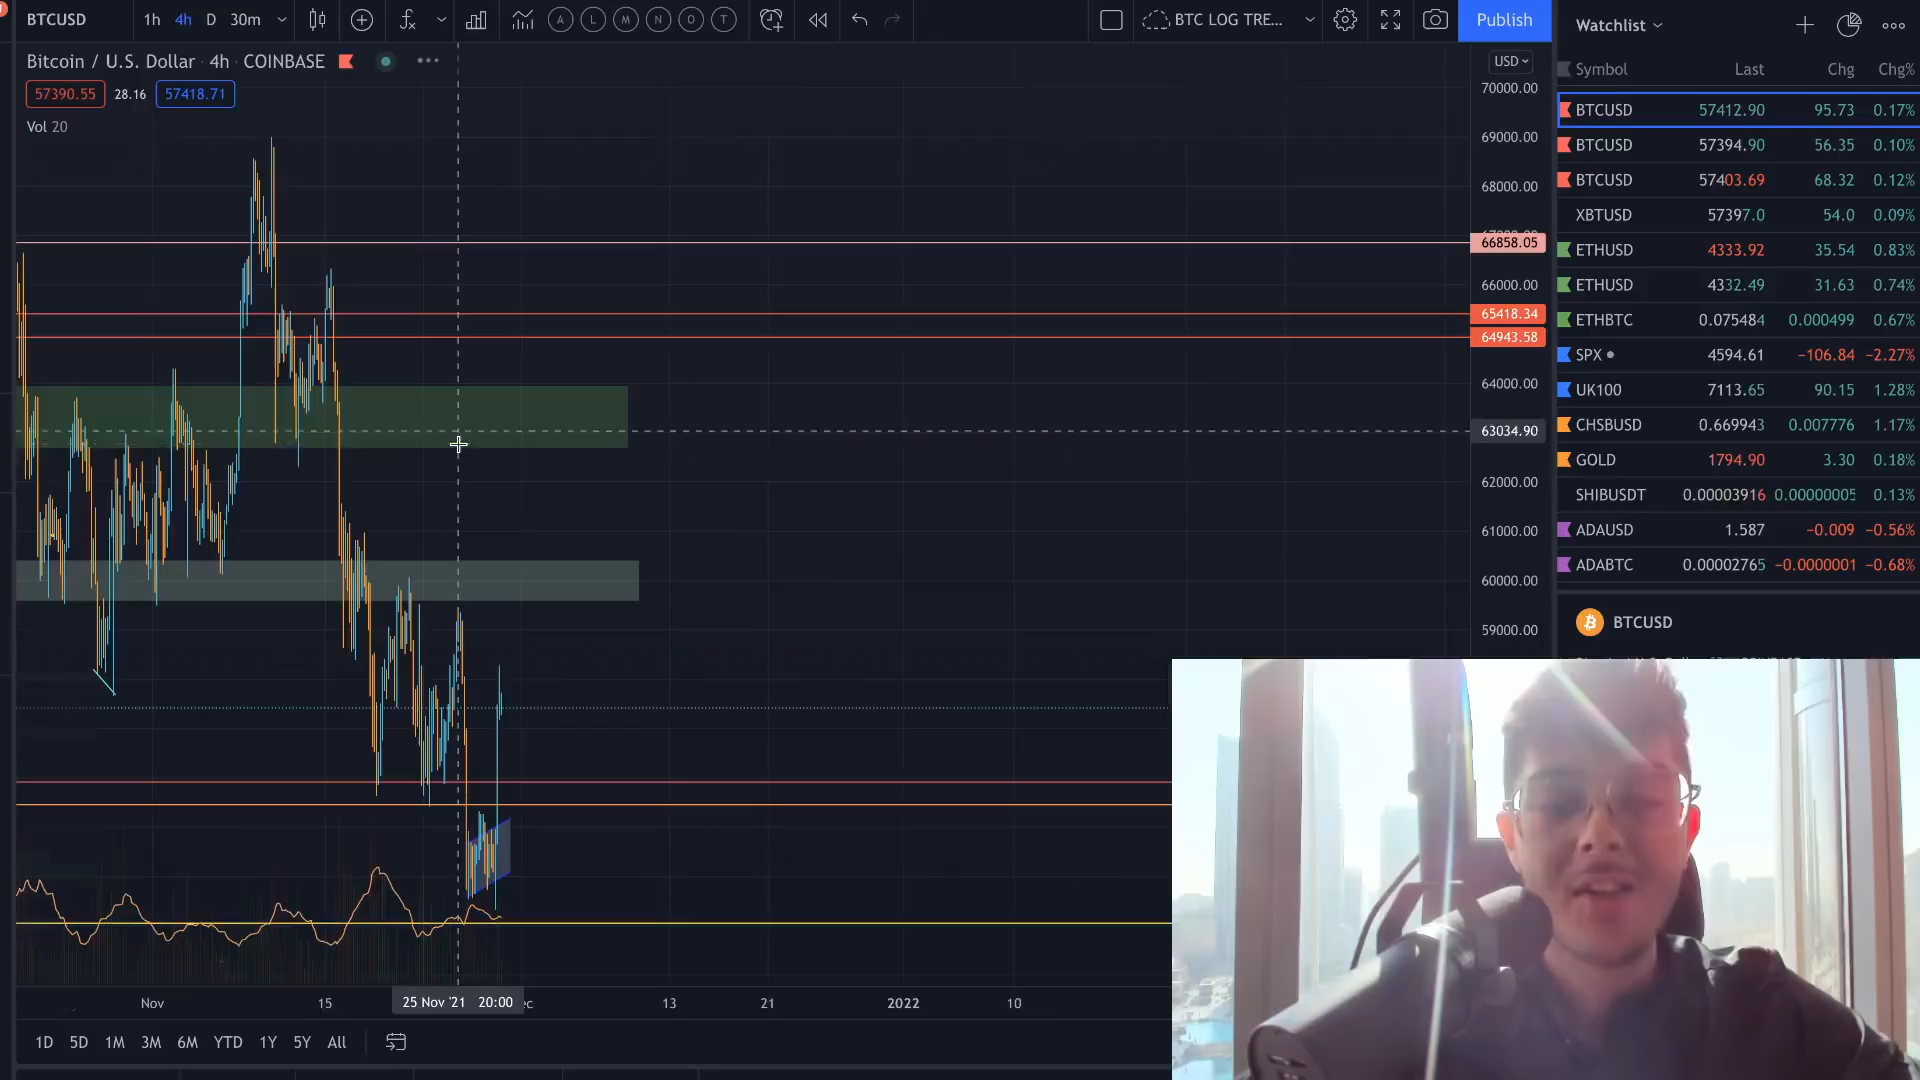 BTCUSD 1h 4h D 30m A L M N O T BTC LOG TRE... Publish
Bitcoin / U.S. Dollar · 4h · COINBASE
57390.55 28.16 57418.71
Vol 20
USD
70000.00
69000.00
68000.00
66858.05
66000.00
65418.34
64943.58
64000.00
63034.90
62000.00
61000.00
60000.00
59000.00
Nov 15 25 Nov '21 20:00 13 21 2022 10
1D 5D 1M 3M 6M YTD 1Y 5Y All
Watchlist
Symbol Last Chg Chg%
BTCUSD 57412.90 95.73 0.17%
BTCUSD 57394.90 56.35 0.10%
BTCUSD 57403.69 68.32 0.12%
XBTUSD 57397.0 54.0 0.09%
ETHUSD 4333.92 35.54 0.83%
ETHUSD 4332.49 31.63 0.74%
ETHBTC 0.075484 0.000499 0.67%
SPX 4594.61 −106.84 −2.27%
UK100 7113.65 90.15 1.28%
CHSBUSD 0.669943 0.007776 1.17%
GOLD 1794.90 3.30 0.18%
SHIBUSDT 0.00003916 0.00000005 0.13%
ADAUSD 1.587 −0.009 −0.56%
ADABTC 0.00002765 −0.0000001 −0.68%
BTCUSD